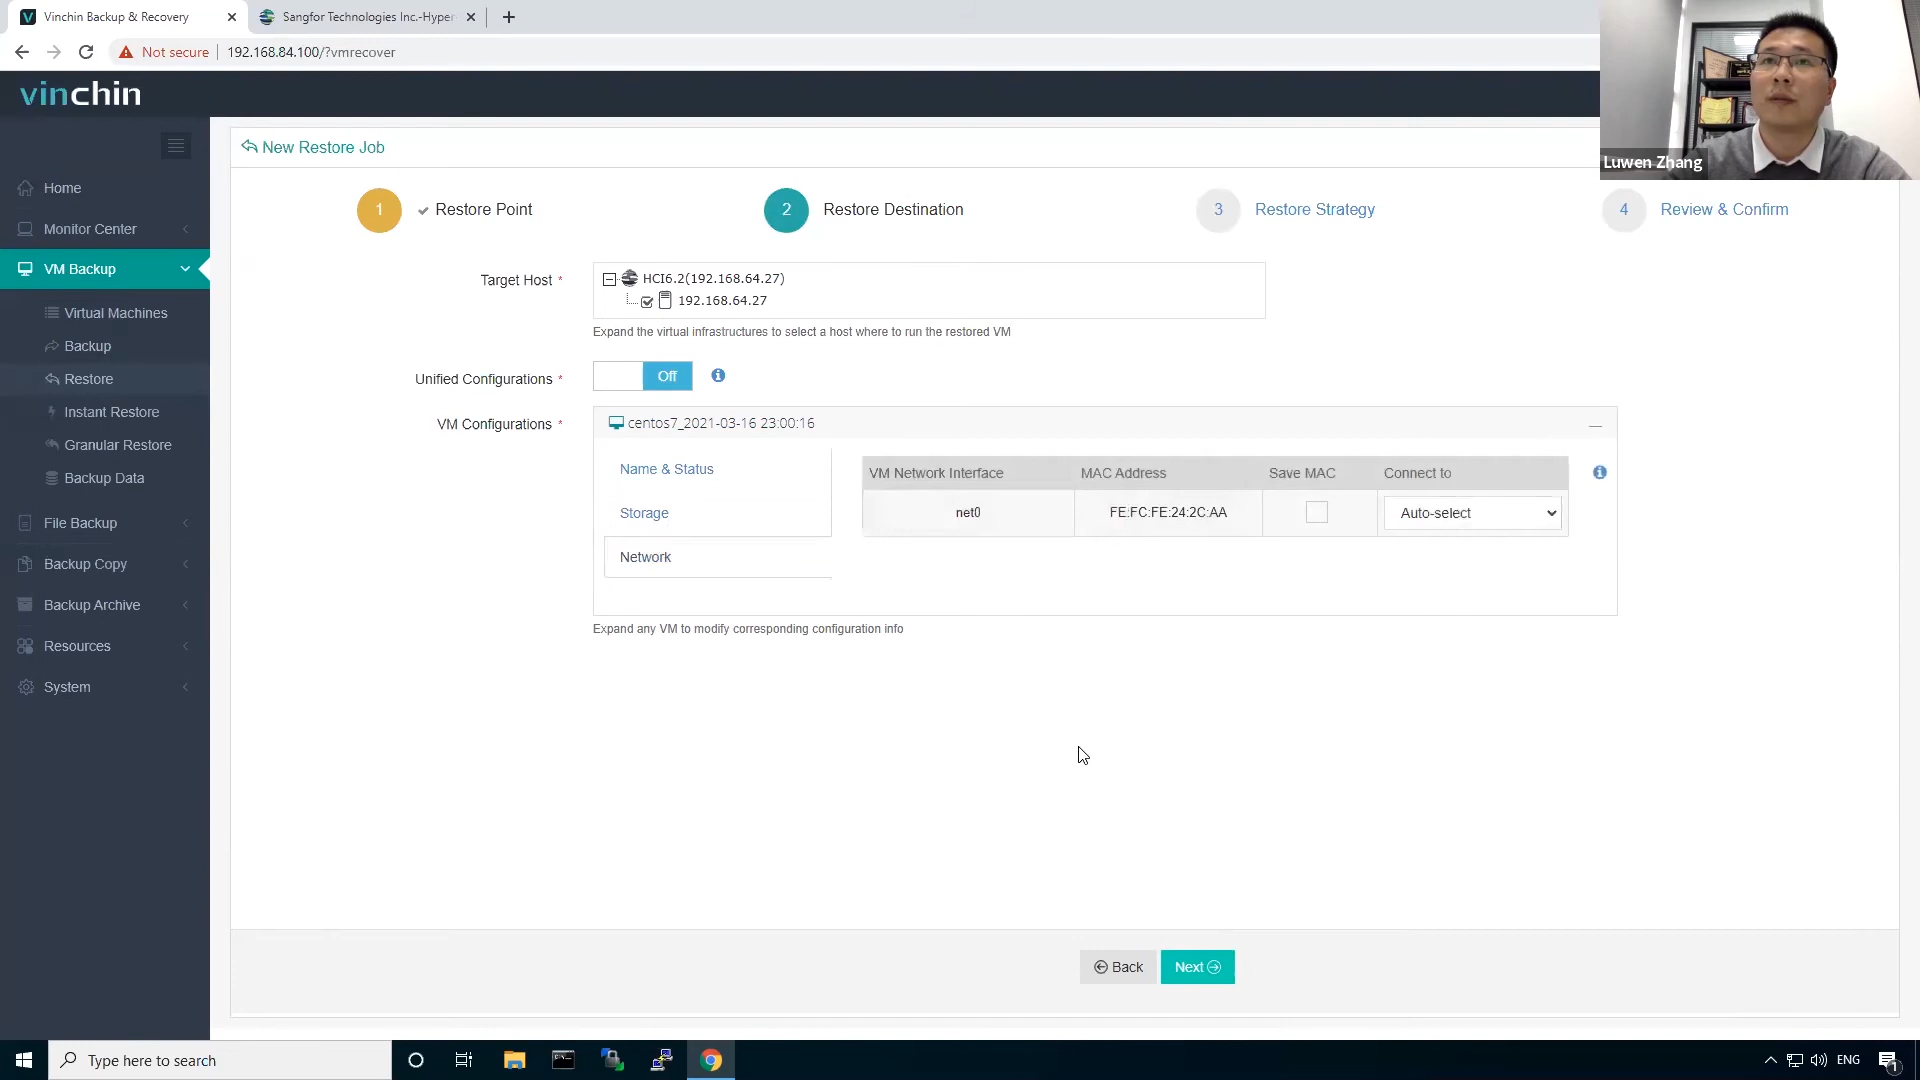 Vinchin Backup & Recovery
Sangfor Technologies Inc.-Hyper
Not secure
192.168.84.100/?vmrecover
vinchin
Luwen Zhang
New Restore Job
1 Restore Point
2 Restore Destination
3 Restore Strategy
4 Review & Confirm
Home
Monitor Center
VM Backup
Virtual Machines
Backup
Restore
Instant Restore
Granular Restore
Backup Data
File Backup
Backup Copy
Backup Archive
Resources
System
Target Host *
HCI6.2(192.168.64.27)
192.168.64.27
Expand the virtual infrastructures to select a host where to run the restored VM
Unified Configurations *
Off
VM Configurations *
centos7_2021-03-16 23:00:16
Name & Status
Storage
Network
VM Network Interface MAC Address Save MAC Connect to
net0 FE:FC:FE:24:2C:AA Auto-select
Expand any VM to modify corresponding configuration info
Back
Next
Type here to search
ENG
1